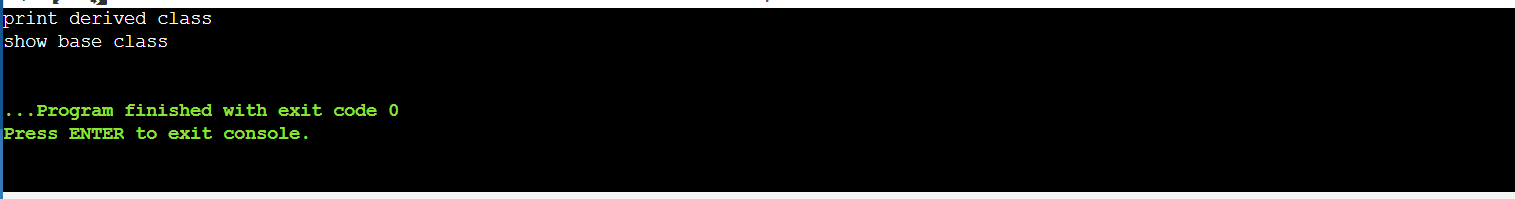 print derived class
show base class
...Program finished with exit code 0
Press ENTER to exit console.